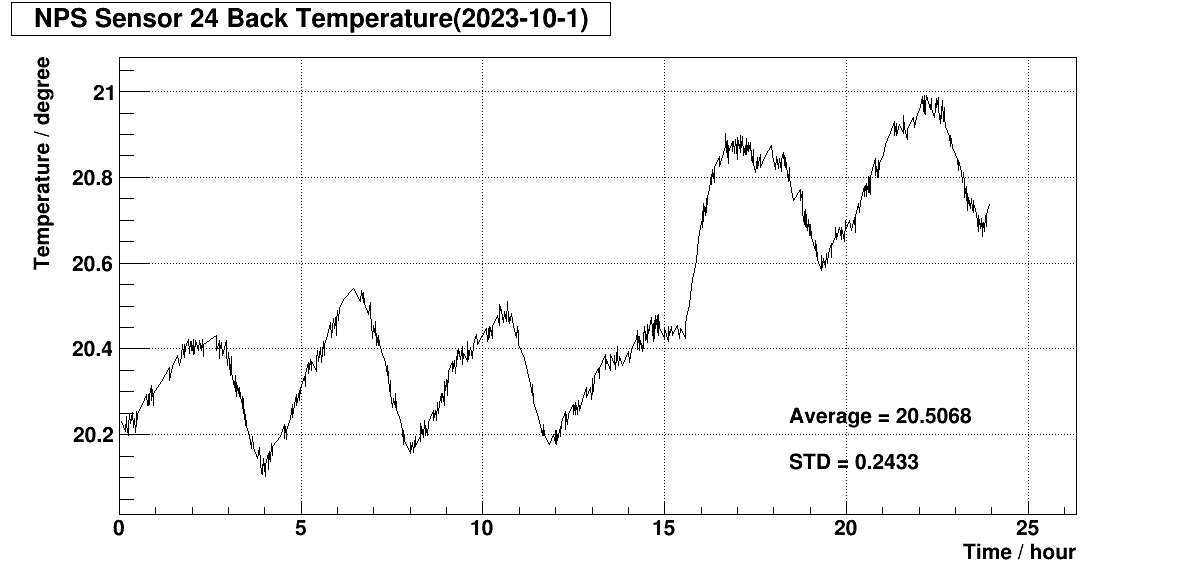 NPS Sensor 24 Back Temperature(2023-10-1)
Temperature / degree
21
20.8
20.6
20.4
20.2
Average = 20.5068
STD = 0.2433
0 5 10 15 20 25
Time / hour